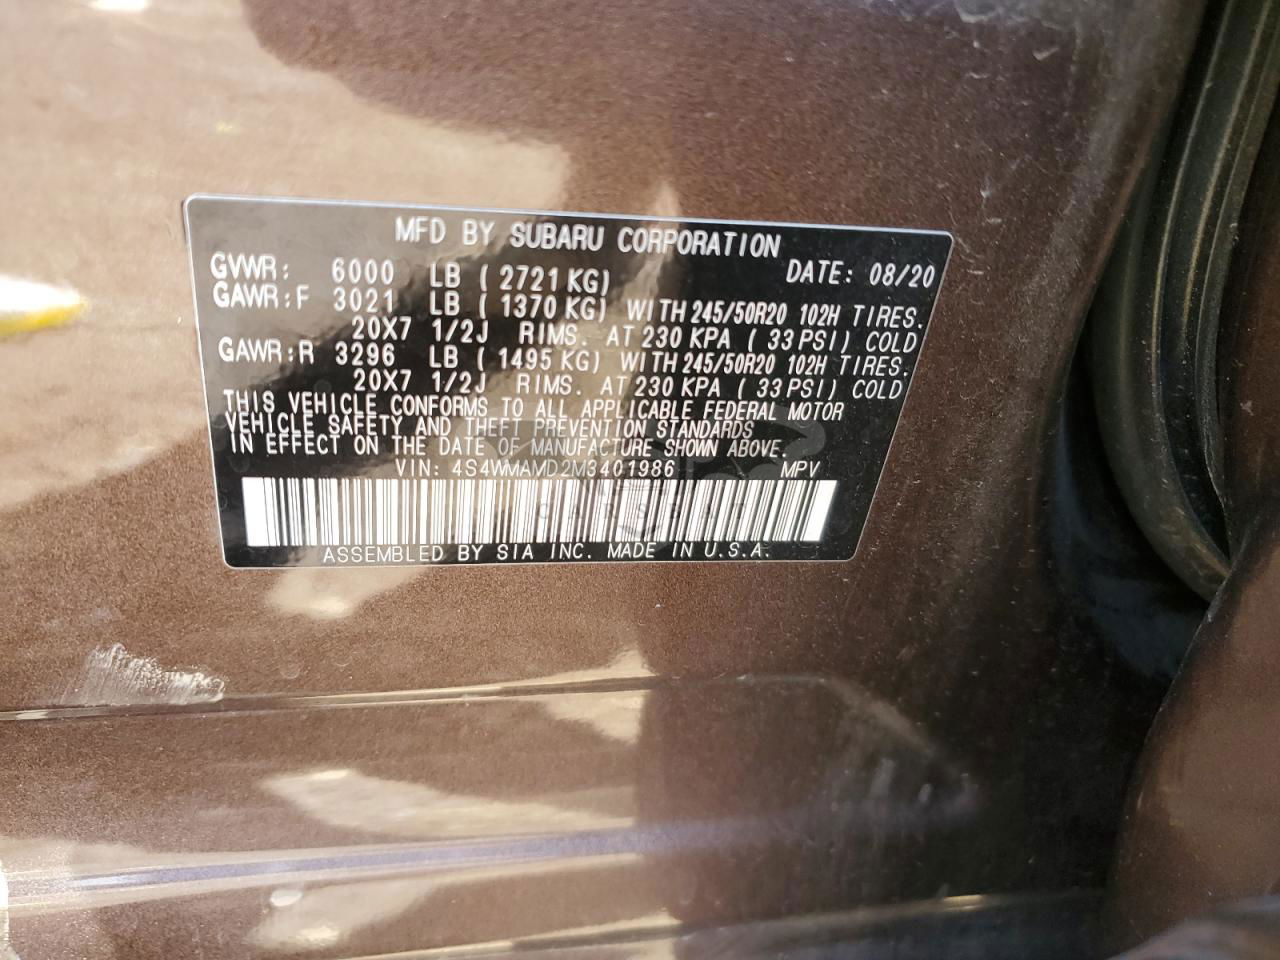 MFD BY SUBARU CORPORATION
GVWR: 6000 LB ( 2721 KG) DATE: 08/20
GAWR:F 3021 LB ( 1370 KG) WITH 245/50R20 102H TIRES.
20X7 1/2J RIMS. AT 230 KPA ( 33 PSI) COLD
GAWR:R 3296 LB ( 1495 KG) WITH 245/50R20 102H TIRES.
20X7 1/2J RIMS. AT 230 KPA ( 33 PSI) COLD
THIS VEHICLE CONFORMS TO ALL APPLICABLE FEDERAL MOTOR
VEHICLE SAFETY AND THEFT PREVENTION STANDARDS
IN EFFECT ON THE DATE OF MANUFACTURE SHOWN ABOVE.
VIN: 4S4WMAMD2M3401986 MPV
ASSEMBLED BY SIA INC. MADE IN U.S.A.